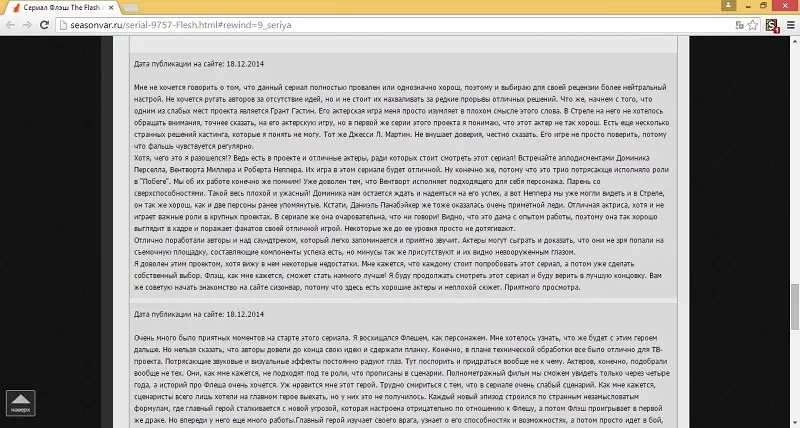 Сериал Флэш The Flash
seasonvar.ru/serial-9757-Flesh.html#rewind=9_seriya
Дата публикации на сайте: 18.12.2014
Мне не хочется говорить о том, что данный сериал полностью провален или однозначно хорош, поэтому и выбираю для своей рецензии более нейтральный
настрой. Не хочется ругать авторов за отсутствие идей, но и не стоит их нахваливать за редкие прорывы отличных решений. Что же, начнем с того, что
одним из слабых мест проекта является Грант Гастин. Его актерская игра меня просто изумляет в плохом смысле этого слова. В Стреле на него не хотелось
обращать внимания, точнее сказать, на его актерскую игру, но в первой же серии этого проекта я понимаю, что этот актер не так хорош. Есть еще несколько
странных решений кастинга, которые я понять не могу. Тот же Джесси Л. Мартин. Не внушает доверия, честно сказать. Его игре не просто поверить, потому
что фальшь чувствуется регулярно.
Хотя, чего это я разошелся!? Ведь есть в проекте и отличные актеры, ради которых стоит смотреть этот сериал! Встречайте аплодисментами Доминика
Перселла, Вентворта Миллера и Роберта Неппера. Их игра в этом сериале будет отличной. Ну конечно же, потому что это трио потрясающе исполняло роли
в "Побеге". Мы об их работе конечно же помним! Уже доволен тем, что Вентворт исполняет подходящего для себя персонажа. Парень со
сверхспособностями. Такой весь плохой и ужасный! Доминика нам остается ждать и надеяться на его успех, а вот Неппера мы уже могли видеть и в Стреле,
он так же хорош, как и две персоны ранее упомянутые. Кстати, Даниэль Панабэйкер же тоже оказалась очень приметной леди. Отличная актриса, хотя и не
играет важные роли в крупных проектах. В сериале же она очаровательна, что ни говори! Видно, что это дама с опытом работы, поэтому она так хорошо
выглядит в кадре и поражает фанатов своей отличной игрой. Некоторые же до ее уровня просто не дотягивают.
Отлично поработали авторы и над саундтреком, который легко запоминается и приятно звучит. Актеры могут сыграть и доказать, что они не зря попали на
съемочную площадку, составляющие компоненты успеха есть, но минусы так же присутствуют и их видно невооруженным глазом.
Я доволен этим проектом, хотя вижу в нем некоторые недостатки. Мне кажется, что каждому стоит попробовать этот сериал, а потом уже сделать
собственный выбор. Флэш, как мне кажется, сможет стать намного лучше! Я буду продолжать смотреть этот сериал и буду верить в лучшую концовку. Вам
же советую начать знакомство на сайте сизонвар, потому что здесь есть хорошие актеры и неплохой сюжет. Приятного просмотра.
Дата публикации на сайте: 18.12.2014
Очень много было приятных моментов на старте этого сериала. Я восхищался Флешем, как персонажем. Мне хотелось узнать, что же будет с этим героем
дальше. Но нельзя сказать, что авторы довели до конца свою идею и сдержали планку. Конечно, в плане технической обработки все было отлично для ТВ-
проекта. Потрясающие звуковые и визуальные эффекты постоянно радуют глаз. Тут поспорить и придраться вообще не к чему. Актеров, конечно, подобрали
вообще не тех. Они, как мне кажется, не подходят под те роли, что прописаны в сценарии. Полнометражный фильм мы сможем увидеть только через четыре
года, а историй про Флеша очень хочется. Уж нравится мне этот герой. Трудно смириться с тем, что в сериале очень слабый сценарий. Как мне кажется,
сценаристы всего лишь хотели на главном герое выехать, но у них это не получилось. Каждый новый эпизод строился по странным незамысловатым
формулам, где главный герой сталкивается с новой угрозой, которая настроена отрицательно по отношению к Флешу, а потом Флэш проигрывает в первой
же драке. Но впереди у него еще много работы.Главный герой изучает своего врага, узнает о его способностях и возможностях, а потом просто идет в бой,
наверх